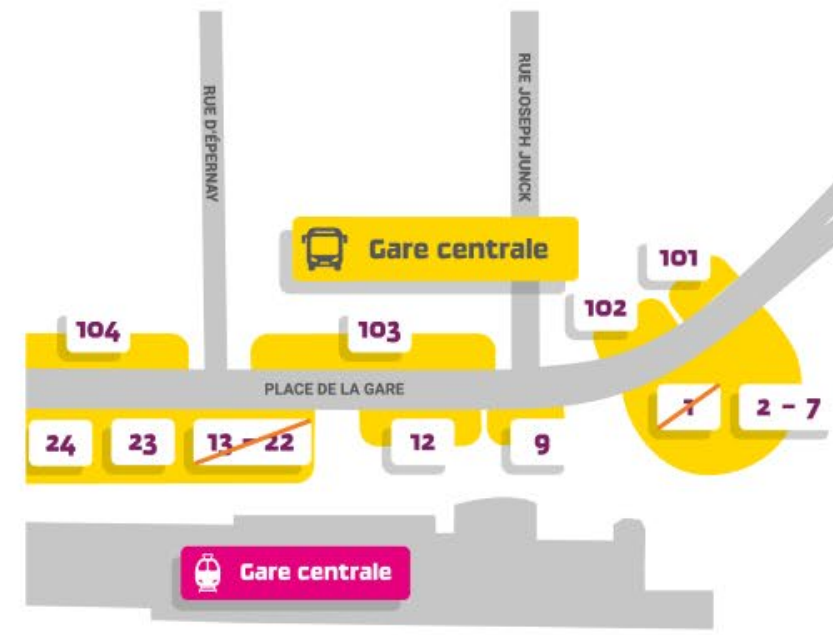 RUE D'ÉPERNAY
RUE JOSEPH JUNCK
Gare centrale
101
102
104
103
PLACE DE LA GARE
1
2 - 7
24
23
13 - 22
12
9
Gare centrale